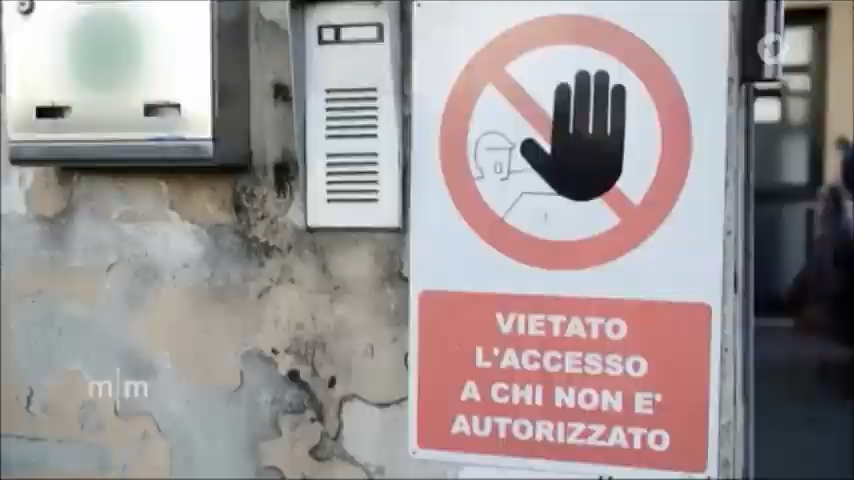 VIETATO
L'ACCESSO
A CHI NON E'
AUTORIZZATO
m|m